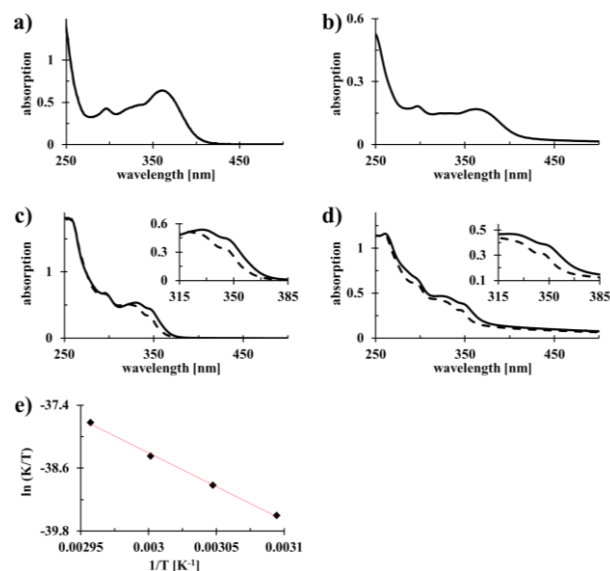 a)
absorption
1
0.5
0
250
350
450
wavelength [nm]
b)
absorption
0.6
0.3
0
250
350
450
wavelength [nm]
c)
absorption
1
0
250
350
450
wavelength [nm]
0.6
0.3
0
315
350
385
d)
absorption
1
0.5
0
250
350
450
wavelength [nm]
0.5
0.3
0.1
315
350
385
e)
ln (K/T)
-37.4
-38.6
-39.8
0.00295
0.003
0.00305
0.0031
1/T [K⁻¹]